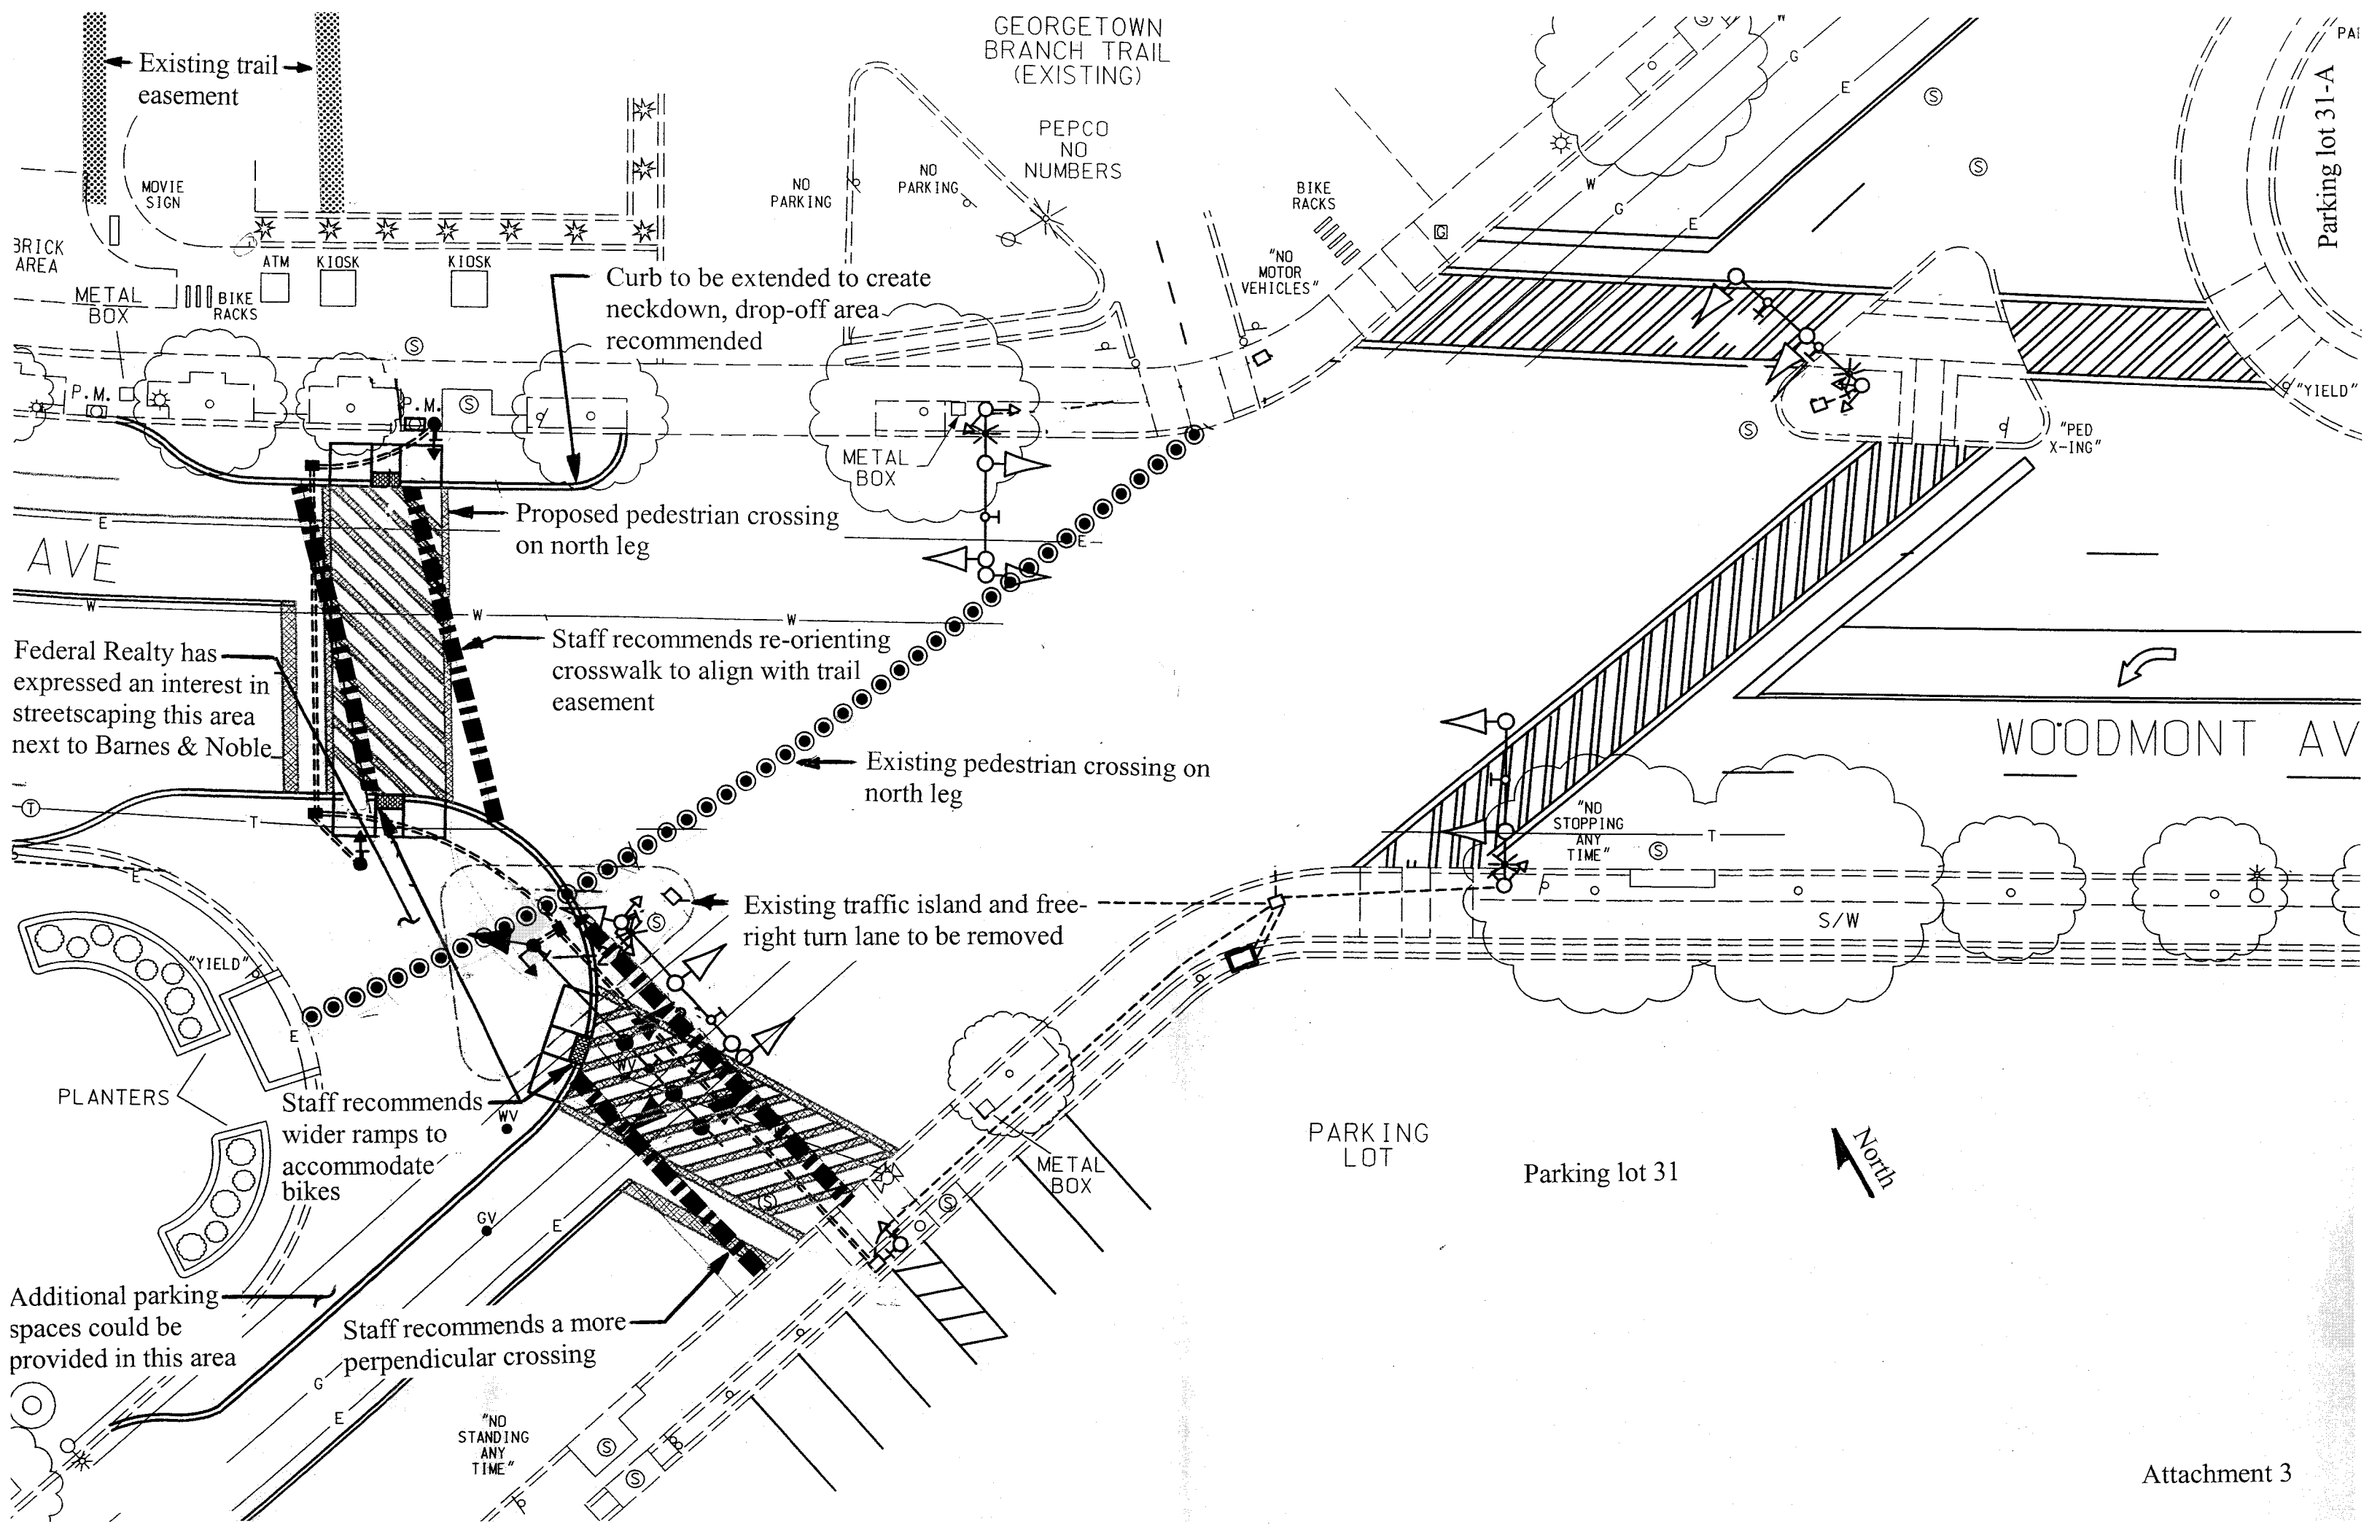 GEORGETOWN
BRANCH TRAIL
(EXISTING)
Existing trail
easement
PEPCO
NO
NUMBERS
NO
PARKING
NO
PARKING
MOVIE
SIGN
BRICK
AREA
ATM
KIOSK
KIOSK
METAL
BOX
BIKE
RACKS
BIKE
RACKS
"NO
MOTOR
VEHICLES"
Parking lot 31-A
Curb to be extended to create
neckdown, drop-off area
recommended
P.M.
P.M.
METAL
BOX
"YIELD"
"PED
X-ING"
Proposed pedestrian crossing
on north leg
AVE
Staff recommends re-orienting
crosswalk to align with trail
easement
Federal Realty has
expressed an interest in
streetscaping this area
next to Barnes & Noble
Existing pedestrian crossing on
north leg
WOODMONT AV
"NO
STOPPING
ANY
TIME"
S/W
Existing traffic island and free-
right turn lane to be removed
"YIELD"
PLANTERS
Staff recommends
wider ramps to
accommodate
bikes
WV
WV
GV
METAL
BOX
PARKING
LOT
Parking lot 31
North
Additional parking
spaces could be
provided in this area
Staff recommends a more
perpendicular crossing
"NO
STANDING
ANY
TIME"
Attachment 3